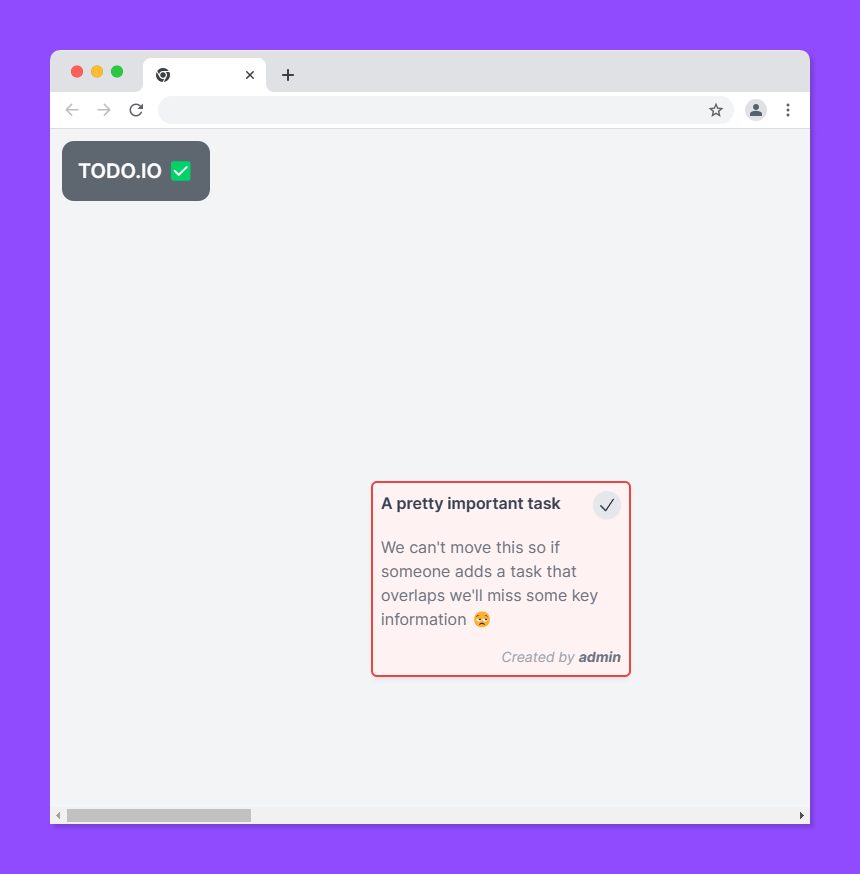 TODO.IO ✅
A pretty important task
We can't move this so if
someone adds a task that
overlaps we'll miss some key
information 😳
Created by admin